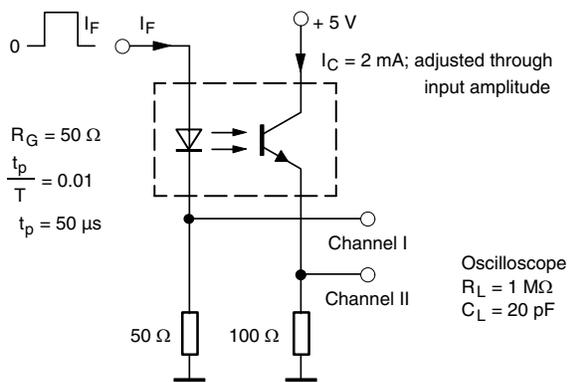 0
I_F
I_F
+ 5 V
I_C = 2 mA; adjusted through
input amplitude
R_G = 50 Ω
t_p
T
= 0.01
t_p = 50 μs
Channel I
Channel II
50 Ω
100 Ω
Oscilloscope
R_L = 1 MΩ
C_L = 20 pF